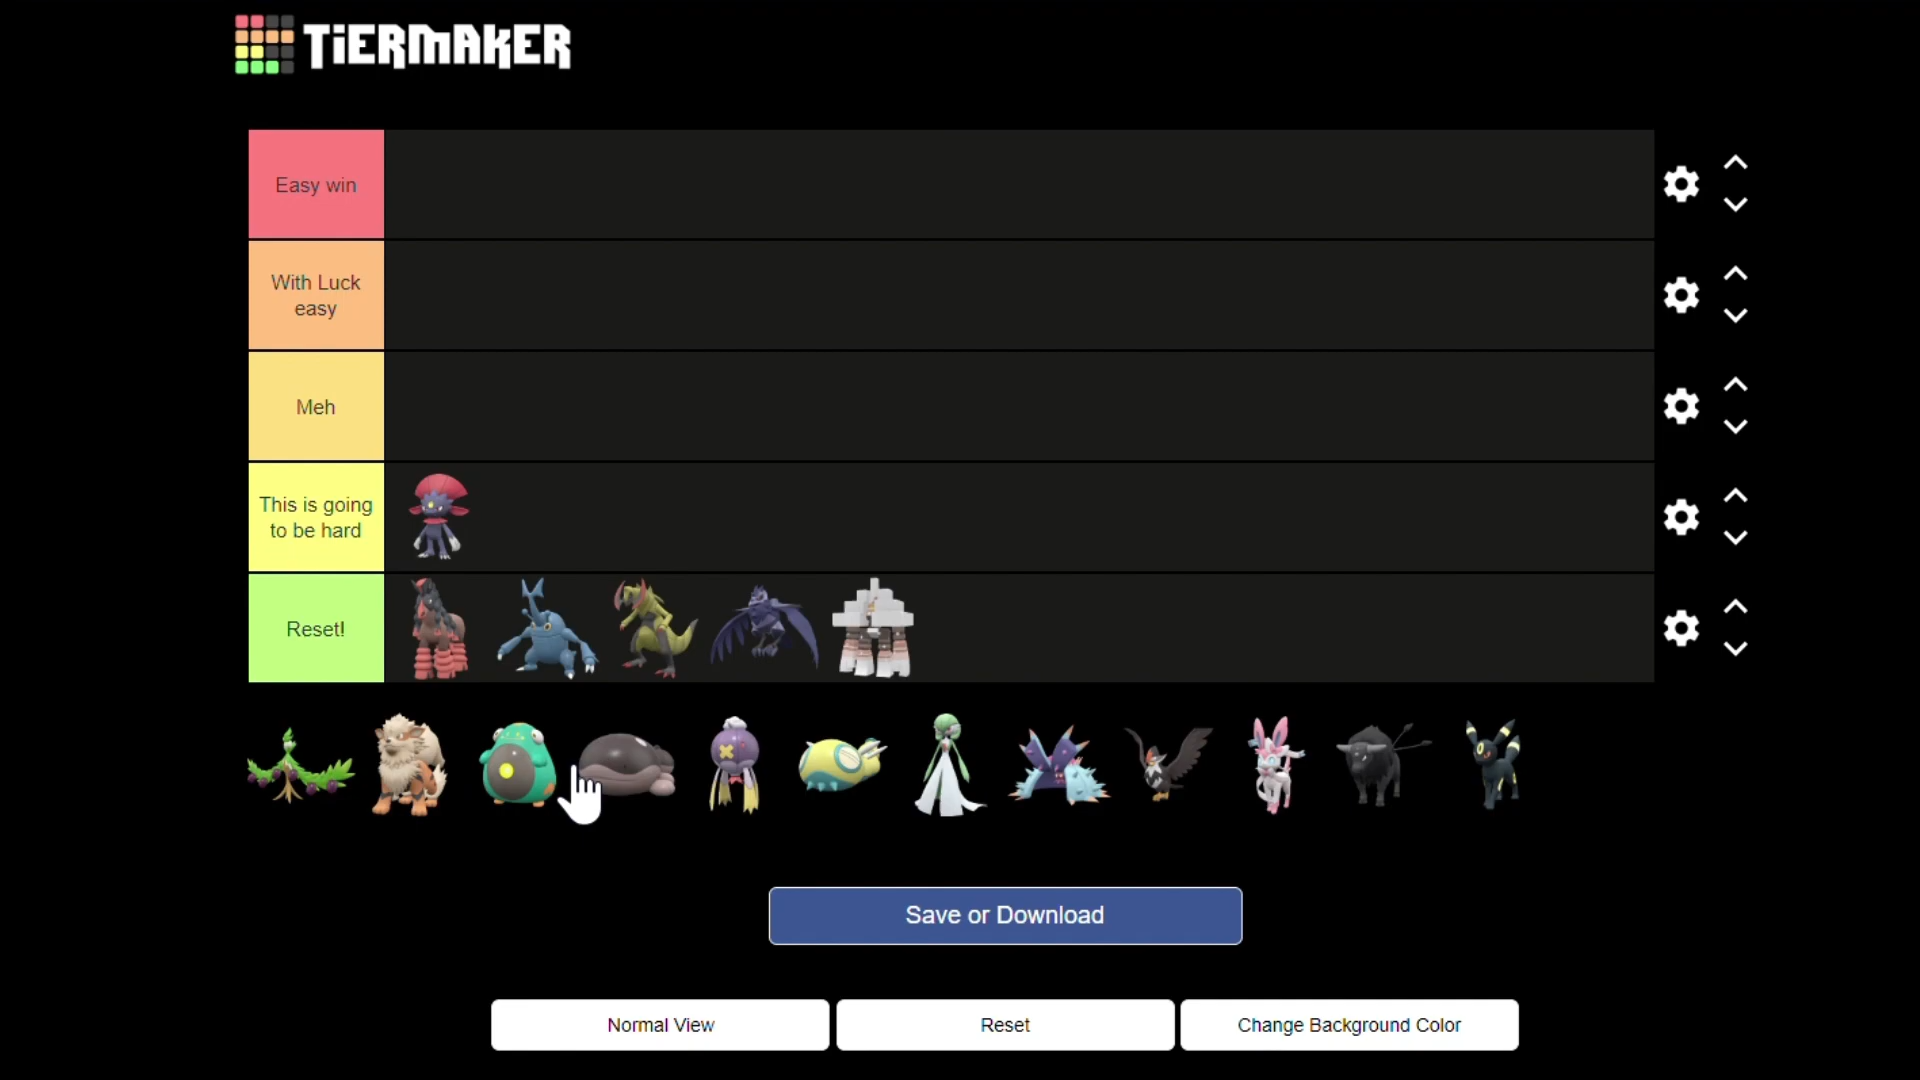 TiERMAKER
Easy win
With Luck
easy
Meh
This is going
to be hard
Reset!
Save or Download
Normal View
Reset
Change Background Color